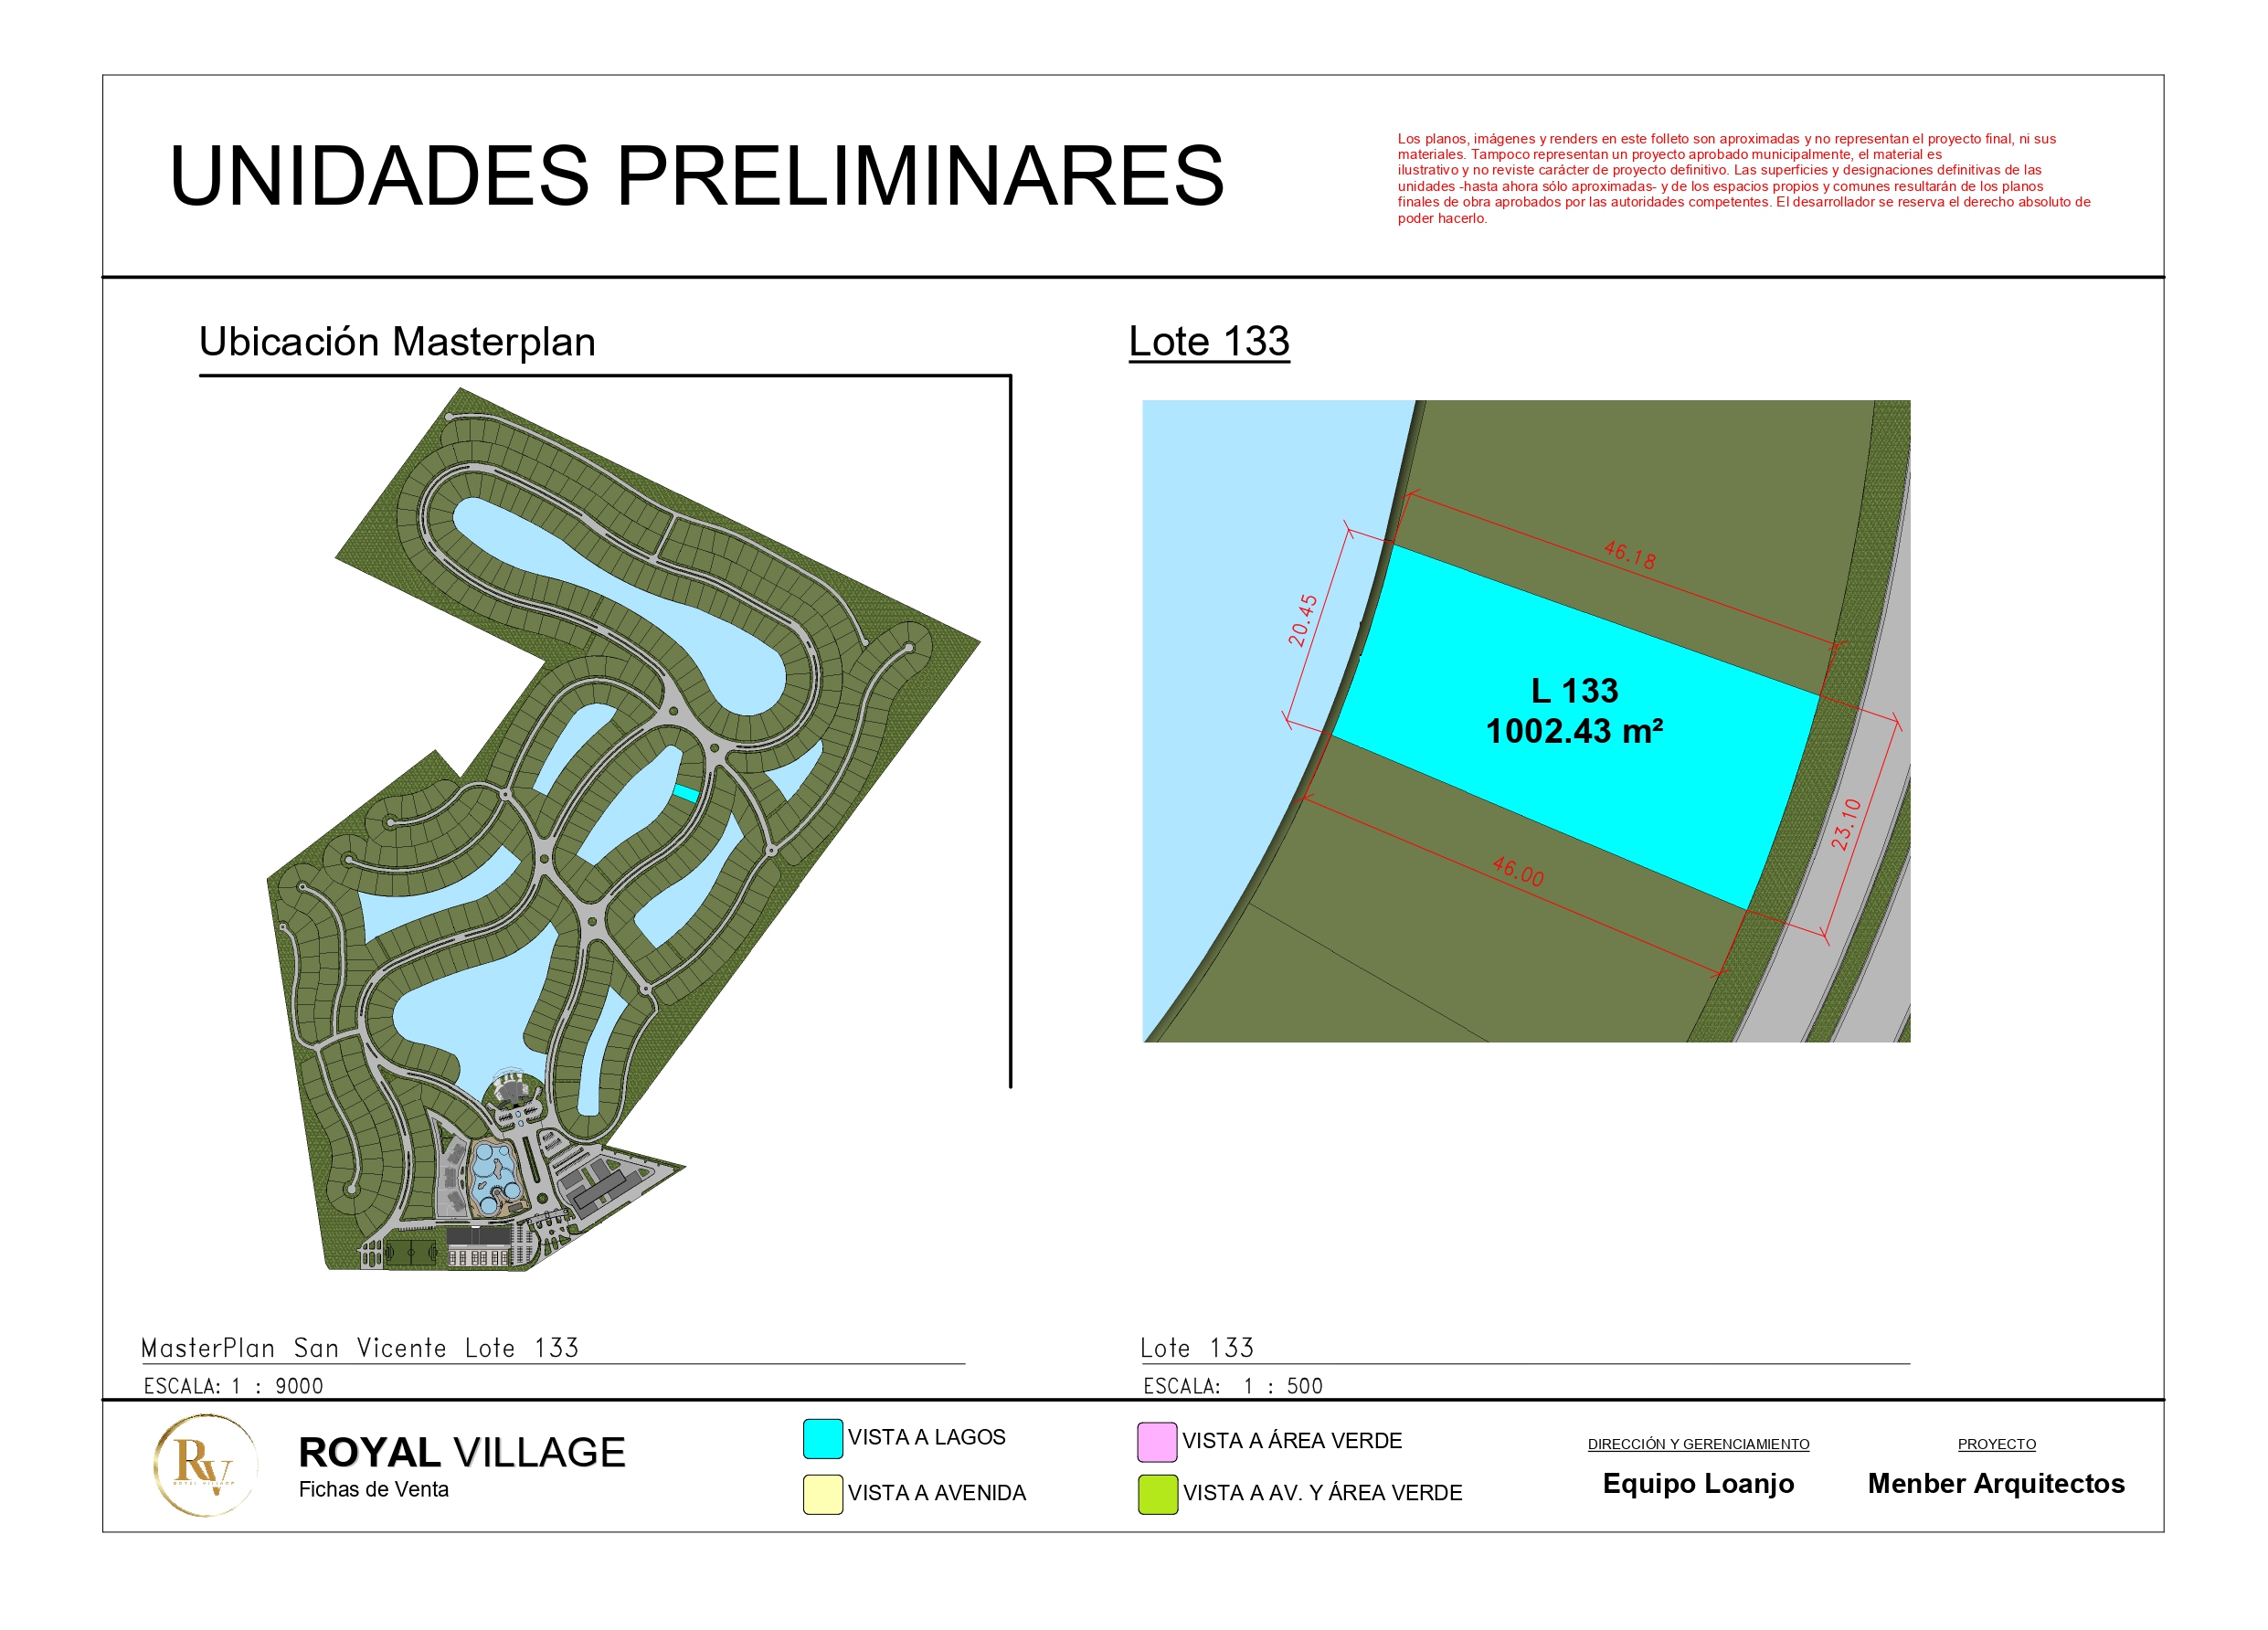 UNIDADES PRELIMINARES
Los planos, imágenes y renders en este folleto son aproximadas y no representan el proyecto final, ni sus
materiales. Tampoco representan un proyecto aprobado municipalmente, el material es
ilustrativo y no reviste carácter de proyecto definitivo. Las superficies y designaciones definitivas de las
unidades -hasta ahora sólo aproximadas- y de los espacios propios y comunes resultarán de los planos
finales de obra aprobados por las autoridades competentes. El desarrollador se reserva el derecho absoluto de
poder hacerlo.
Ubicación Masterplan
Lote 133
46.18
20.45
L 133
1002.43 m²
23.10
46.00
MasterPlan San Vicente Lote 133
ESCALA: 1 : 9000
Lote 133
ESCALA: 1 : 500
RV
ROYAL VILLAGE
ROYAL VILLAGE
Fichas de Venta
VISTA A LAGOS
VISTA A AVENIDA
VISTA A ÁREA VERDE
VISTA A AV. Y ÁREA VERDE
DIRECCIÓN Y GERENCIAMIENTO
Equipo Loanjo
PROYECTO
Menber Arquitectos